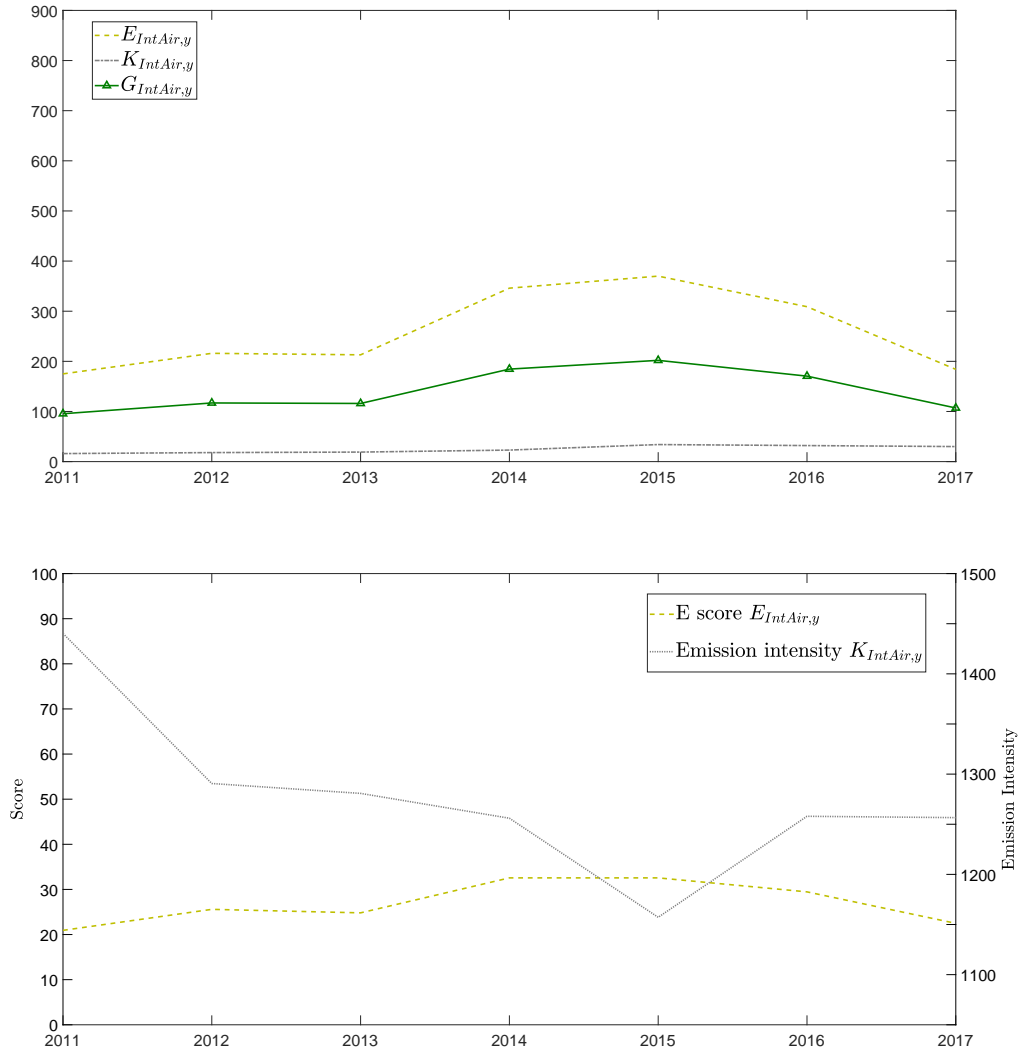 900
800
700
600
500
400
300
200
100
0
E_{IntAir,y}
K_{IntAir,y}
G_{IntAir,y}
2011 2012 2013 2014 2015 2016 2017
100
90
80
70
60
50
40
30
20
10
0
Score
E score E_{IntAir,y}
Emission intensity K_{IntAir,y}
1500
1400
1300
1200
1100
Emission Intensity
2011 2012 2013 2014 2015 2016 2017